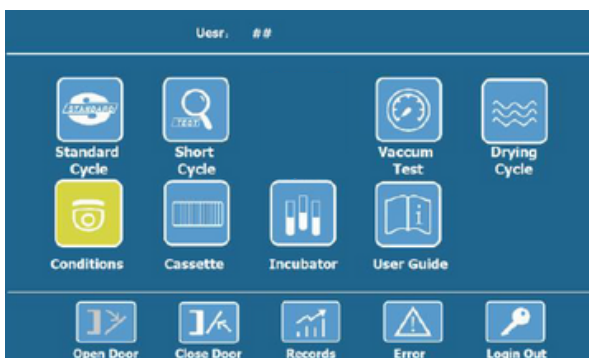 Uesr: ##
STANDARD
TEST
Standard Cycle
Short Cycle
Vaccum Test
Drying Cycle
Conditions
Cassette
Incubator
User Guide
Open Door
Close Door
Records
Error
Login Out